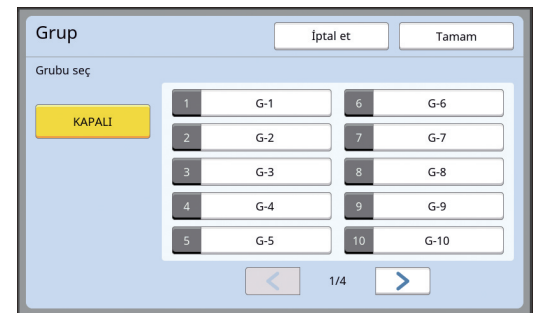 Grup
İptal et
Tamam
Grubu seç
KAPALI
1 G-1
2 G-2
3 G-3
4 G-4
5 G-5
6 G-6
7 G-7
8 G-8
9 G-9
10 G-10
1/4